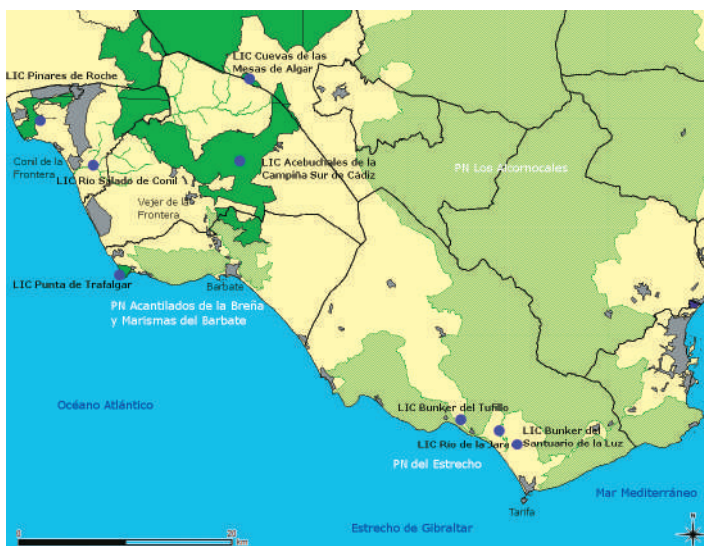 LIC Cuevas de las
Mesas de Algar
LIC Pinares de Roche
LIC Acebuchales de la
Campiña Sur de Cádiz
PN Los Alcornocales
Conil de la
Frontera
LIC Río Salado de Conil
Vejer de la
Frontera
LIC Punta de Trafalgar
Barbate
PN Acantilados de la Breña
y Marismas del Barbate
Océano Atlántico
LIC Bunker del Tufillo
LIC Bunker del
Santuario de la Luz
LIC Río de la Jara
PN del Estrecho
Mar Mediterráneo
Tarifa
Estrecho de Gibraltar
0
20
km
N